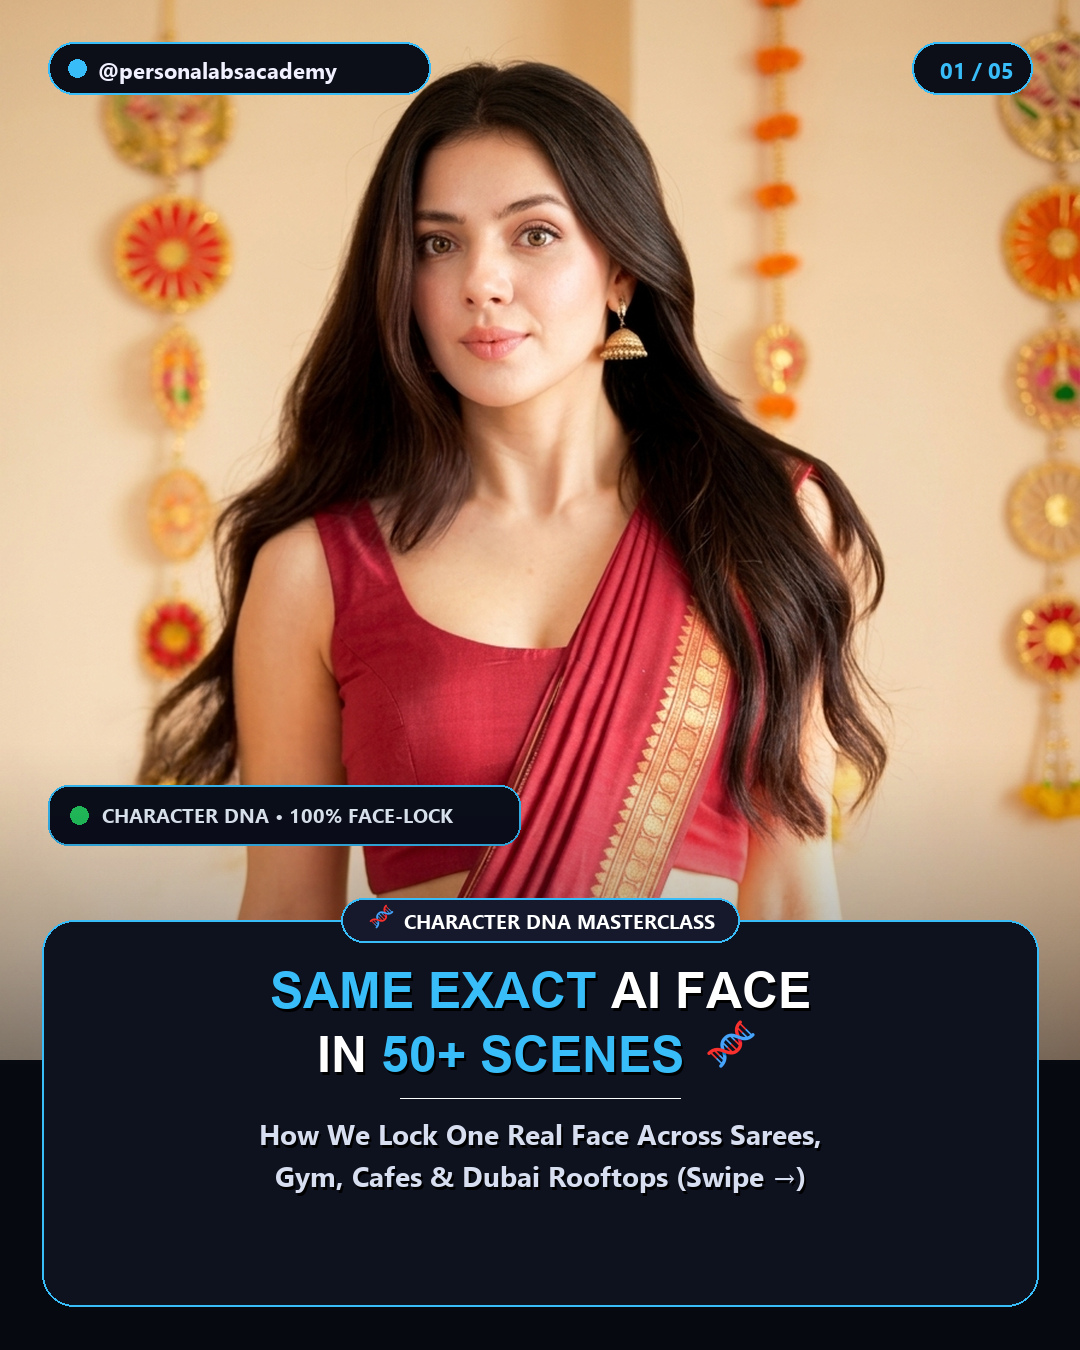 @personalabsacademy
01 / 05
CHARACTER DNA • 100% FACE-LOCK
🧬 CHARACTER DNA MASTERCLASS
SAME EXACT AI FACE
IN 50+ SCENES 🧬
How We Lock One Real Face Across Sarees,
Gym, Cafes & Dubai Rooftops (Swipe →)